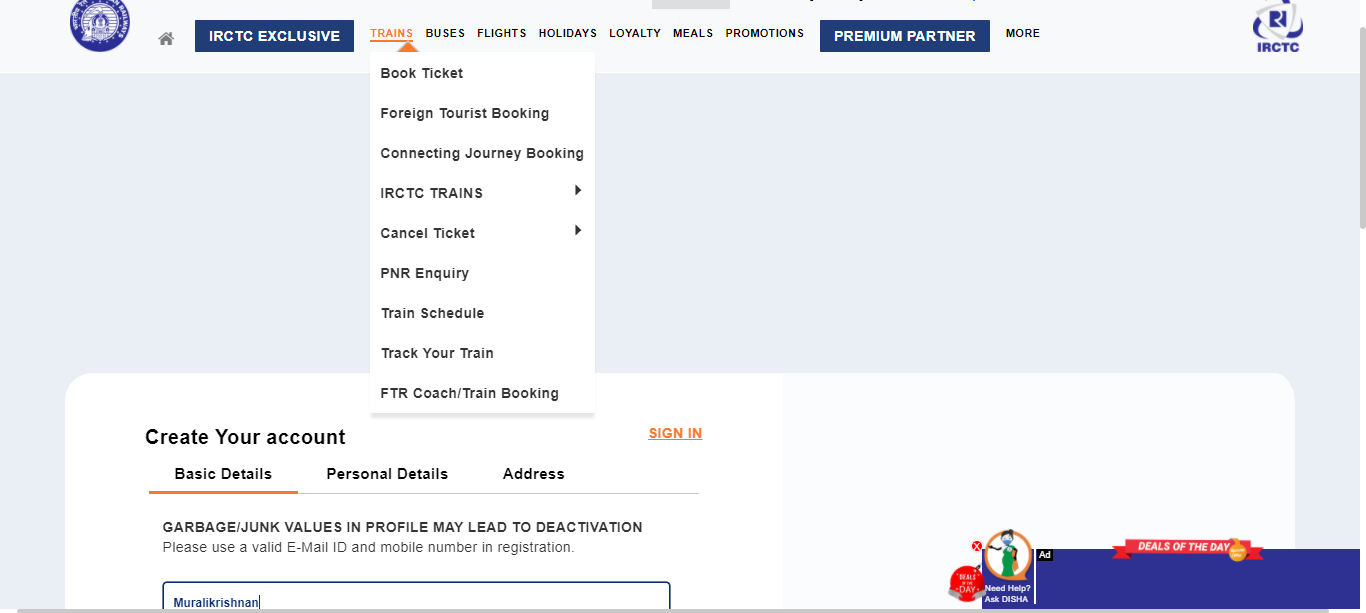 IRCTC EXCLUSIVE
TRAINS BUSES FLIGHTS HOLIDAYS LOYALTY MEALS PROMOTIONS
PREMIUM PARTNER
MORE
IRCTC
Book Ticket
Foreign Tourist Booking
Connecting Journey Booking
IRCTC TRAINS
Cancel Ticket
PNR Enquiry
Train Schedule
Track Your Train
FTR Coach/Train Booking
Create Your account
SIGN IN
Basic Details Personal Details Address
GARBAGE/JUNK VALUES IN PROFILE MAY LEAD TO DEACTIVATION
Please use a valid E-Mail ID and mobile number in registration.
Muralikrishnan
X
Need Help?
Ask DISHA
DEALS
OF THE
DAY
Ad
DEALS OF THE DAY